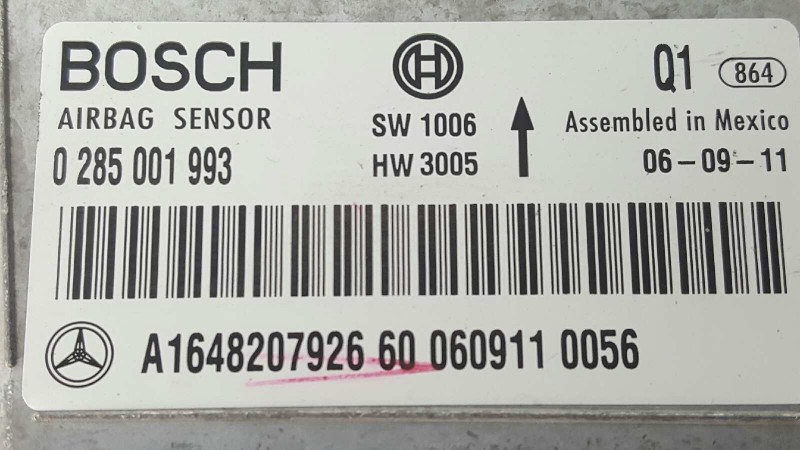 BOSCH
Q1 864
AIRBAG SENSOR
SW 1006
Assembled in Mexico
0 285 001 993
HW 3005
06-09-11
A1648207926 60 060911 0056